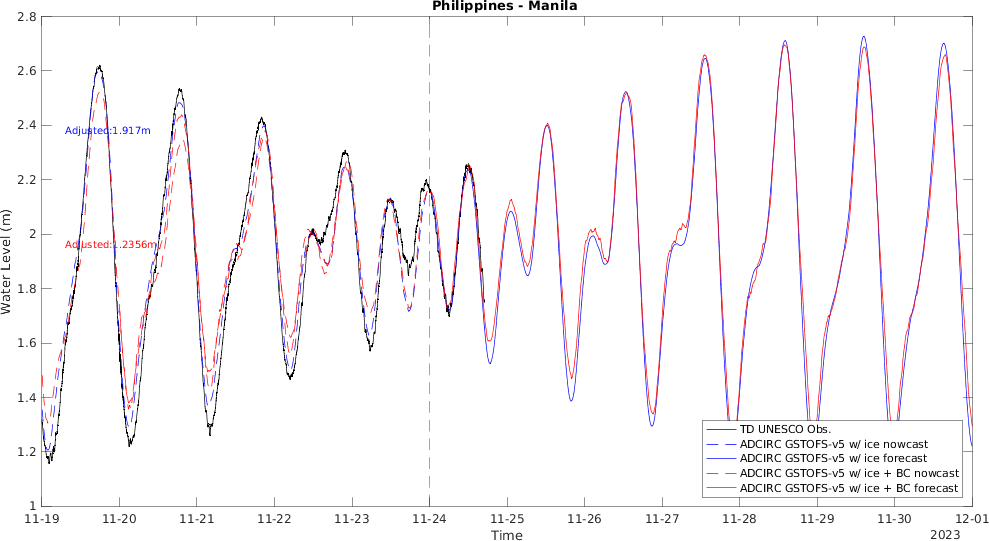 Philippines - Manila
2.8
2.6
2.4
2.2
2
1.8
1.6
1.4
1.2
1
Water Level (m)
Adjusted:1.917m
Adjusted:1.2356m
TD UNESCO Obs.
ADCIRC GSTOFS-v5 w/ ice nowcast
ADCIRC GSTOFS-v5 w/ ice forecast
ADCIRC GSTOFS-v5 w/ ice + BC nowcast
ADCIRC GSTOFS-v5 w/ ice + BC forecast
11-19 11-20 11-21 11-22 11-23 11-24 11-25 11-26 11-27 11-28 11-29 11-30 12-01
Time
2023